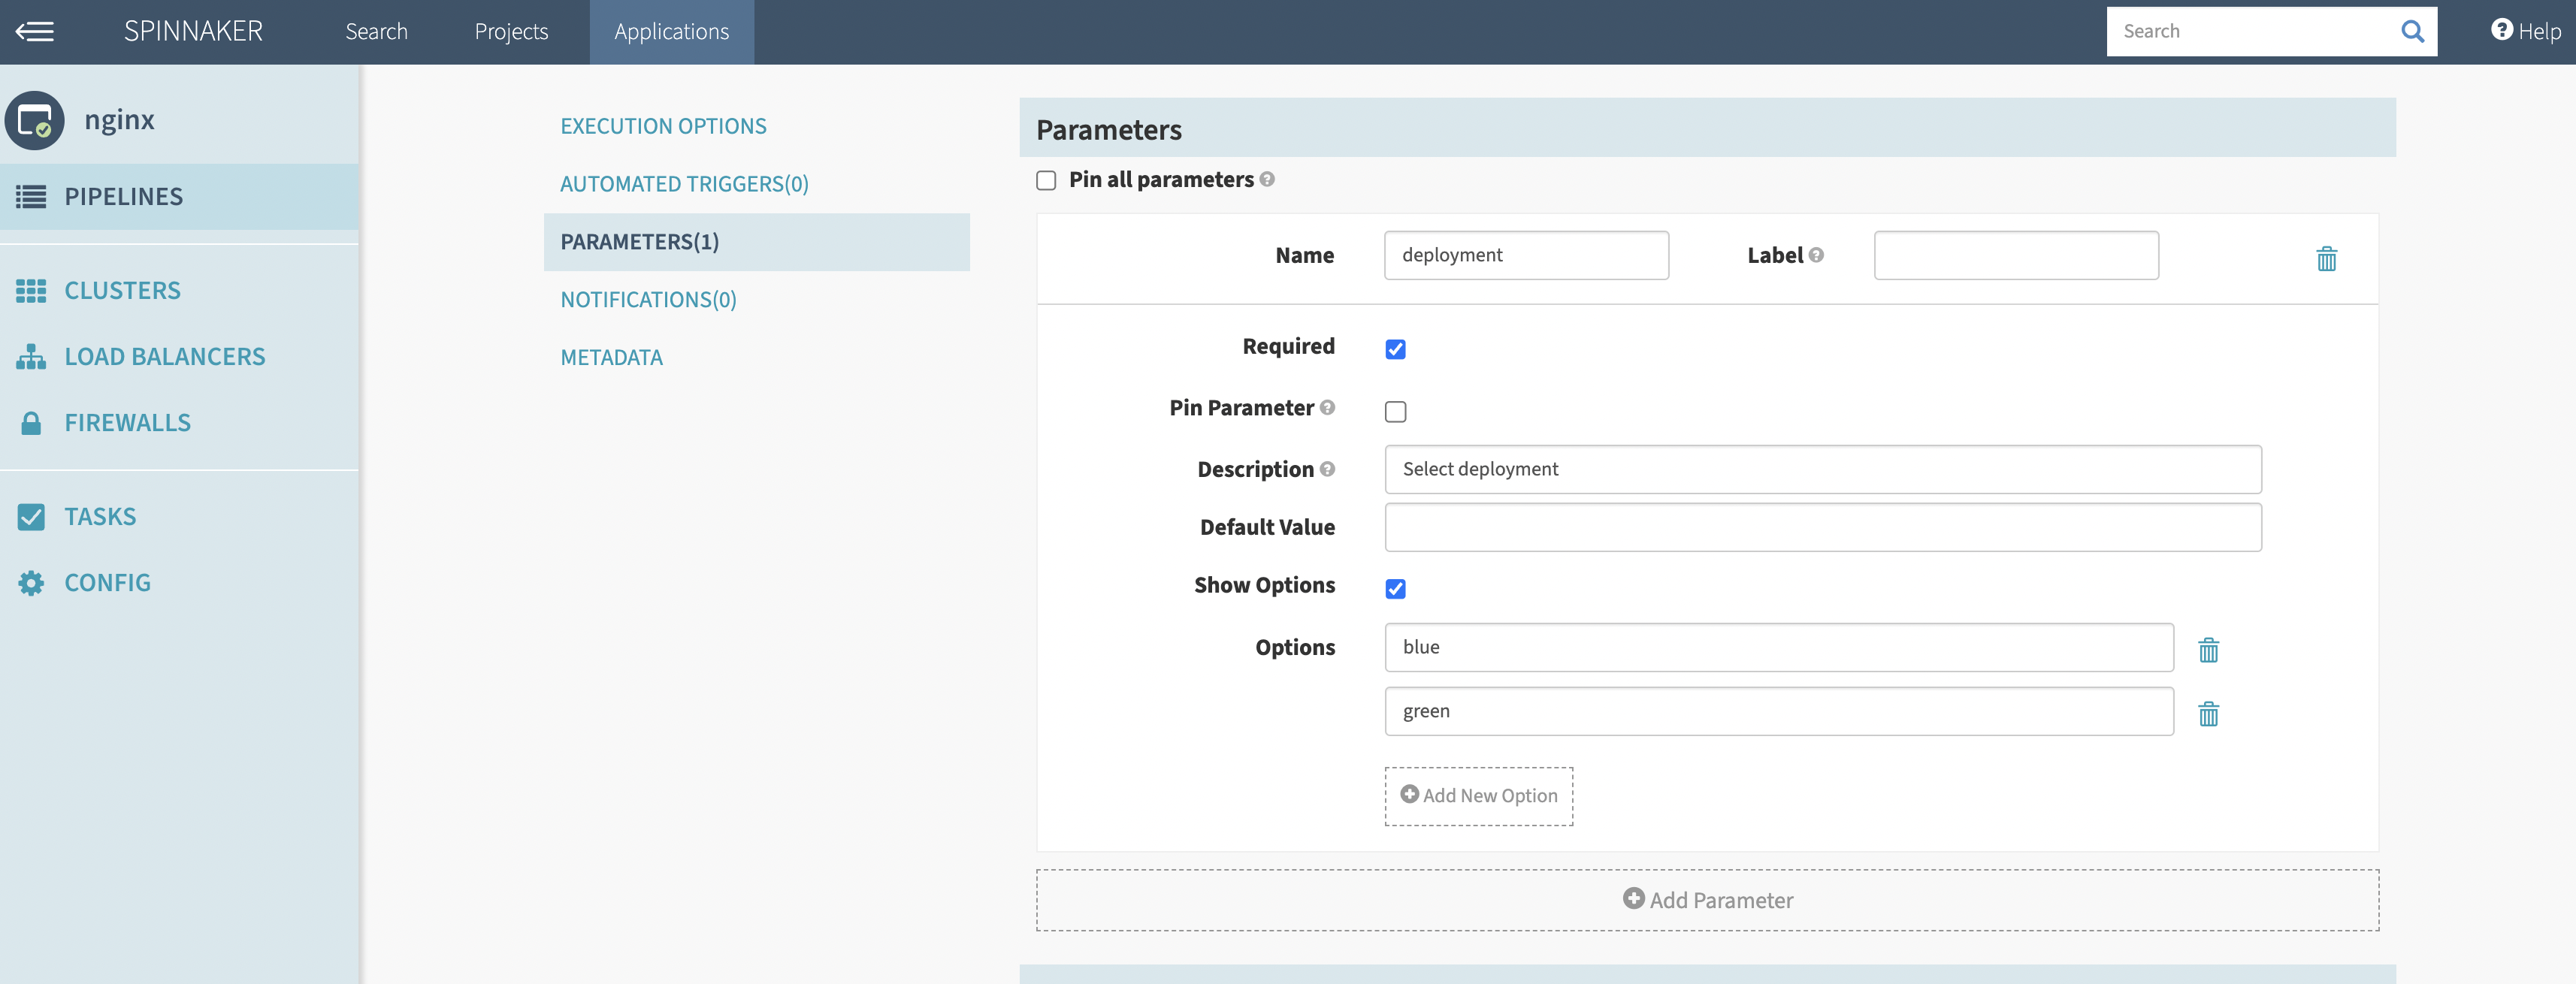 SPINNAKER Search Projects Applications Search Help
nginx
PIPELINES
CLUSTERS
LOAD BALANCERS
FIREWALLS
TASKS
CONFIG
EXECUTION OPTIONS
AUTOMATED TRIGGERS(0)
PARAMETERS(1)
NOTIFICATIONS(0)
METADATA
Parameters
Pin all parameters
Name deployment Label
Required
Pin Parameter
Description Select deployment
Default Value
Show Options
Options blue
green
Add New Option
Add Parameter